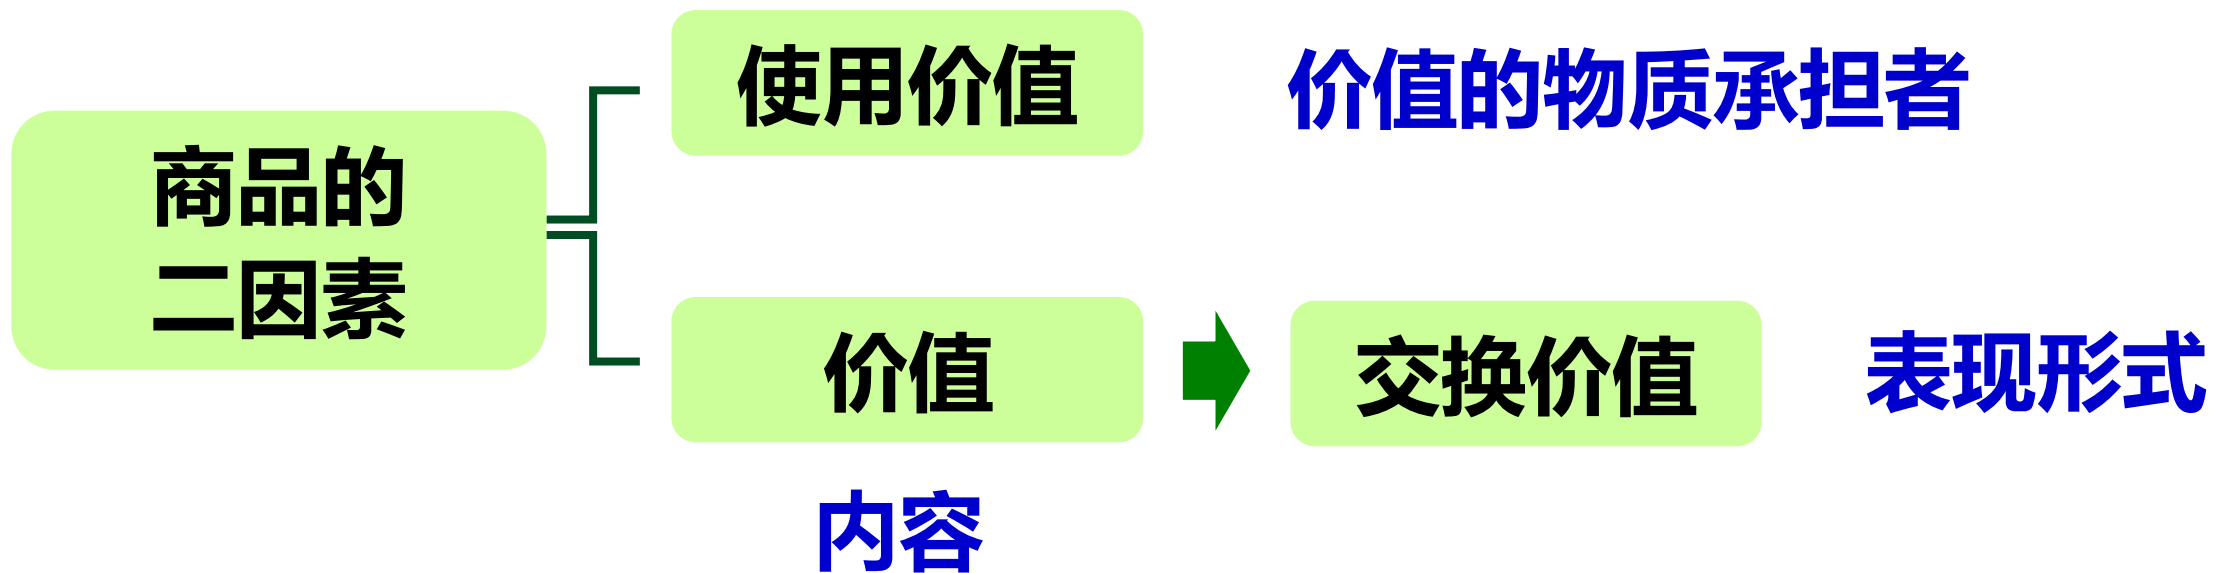 商品的
二因素
使用价值
价值的物质承担者
价值
交换价值
表现形式
内容